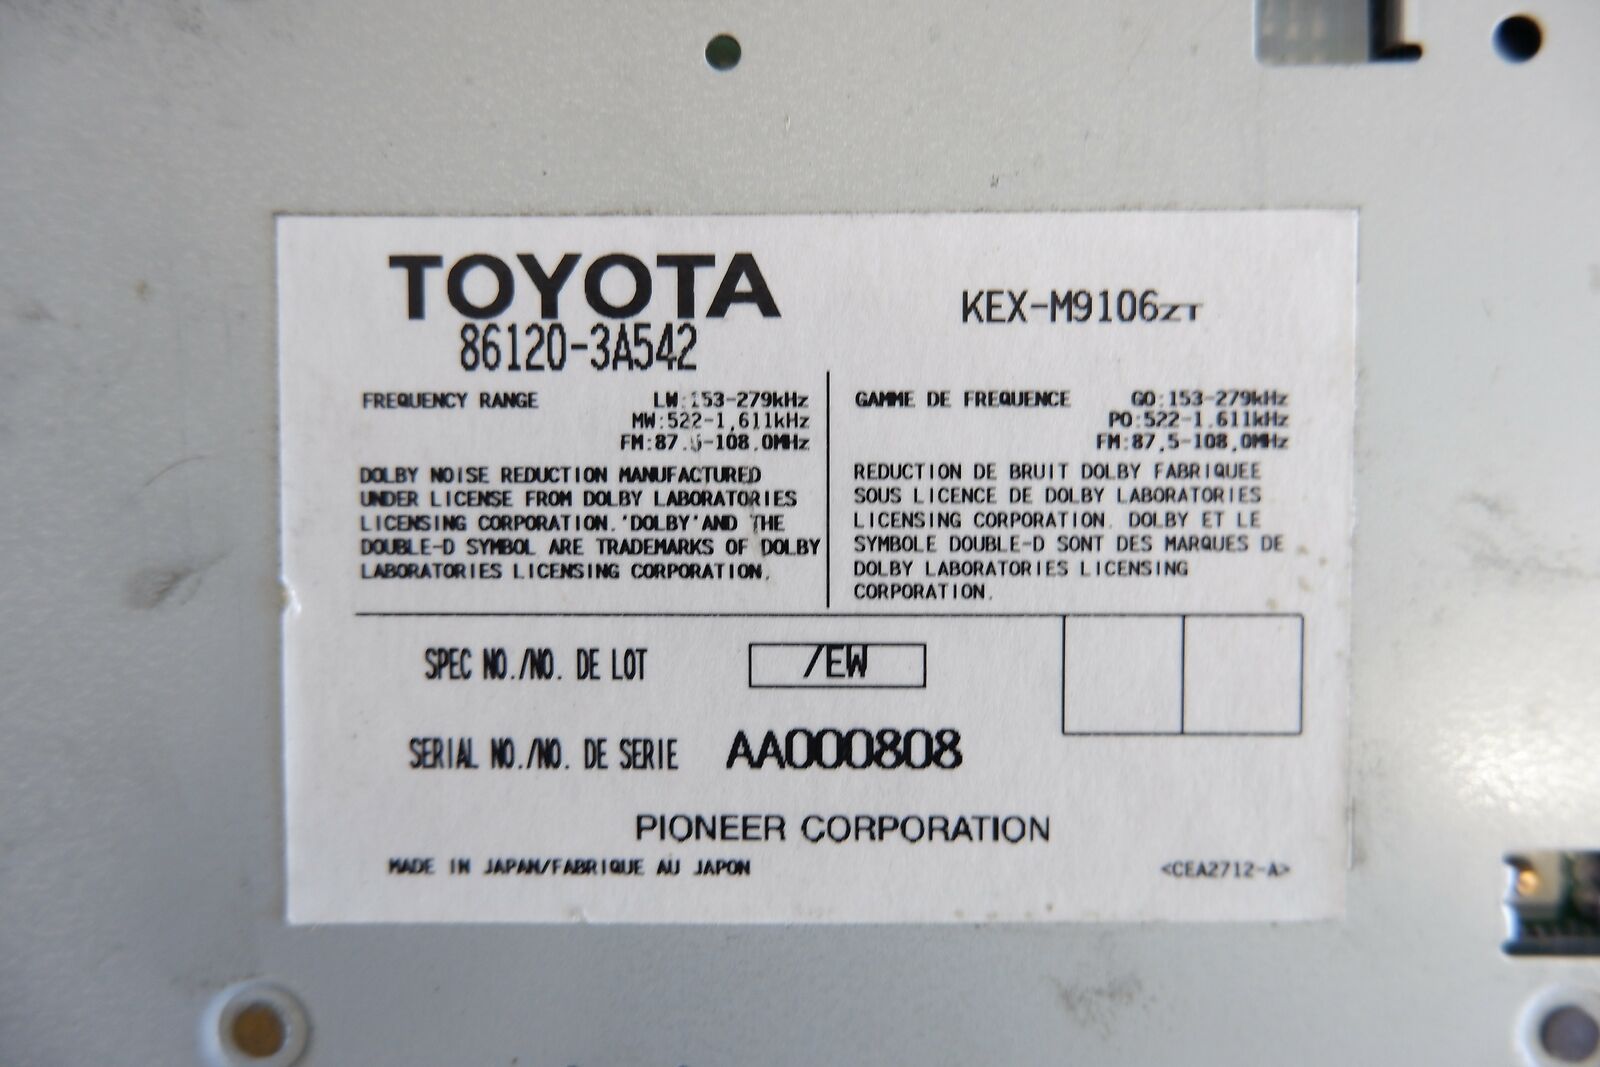 TOYOTA
86120-3A542
KEX-M9106ZT
FREQUENCY RANGE LW:153-279kHz
MW:522-1,611kHz
FM:87.5-108.0MHz
DOLBY NOISE REDUCTION MANUFACTURED
UNDER LICENSE FROM DOLBY LABORATORIES
LICENSING CORPORATION. 'DOLBY' AND THE
DOUBLE-D SYMBOL ARE TRADEMARKS OF DOLBY
LABORATORIES LICENSING CORPORATION.
GAMME DE FREQUENCE GO:153-279kHz
PO:522-1.611kHz
FM:87,5-108,0MHz
REDUCTION DE BRUIT DOLBY FABRIQUEE
SOUS LICENCE DE DOLBY LABORATORIES
LICENSING CORPORATION. DOLBY ET LE
SYMBOLE DOUBLE-D SONT DES MARQUES DE
DOLBY LABORATORIES LICENSING
CORPORATION.
SPEC NO./NO. DE LOT /EW
SERIAL NO./NO. DE SERIE AA000808
PIONEER CORPORATION
MADE IN JAPAN/FABRIQUE AU JAPON <CEA2712-A>